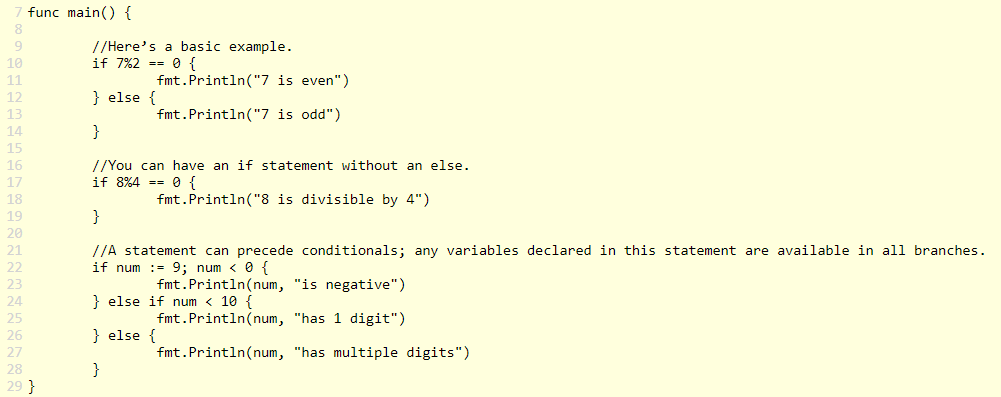 7 func main() {
8
9         //Here’s a basic example.
10         if 7%2 == 0 {
11                 fmt.Println("7 is even")
12         } else {
13                 fmt.Println("7 is odd")
14         }
15
16         //You can have an if statement without an else.
17         if 8%4 == 0 {
18                 fmt.Println("8 is divisible by 4")
19         }
20
21         //A statement can precede conditionals; any variables declared in this statement are available in all branches.
22         if num := 9; num < 0 {
23                 fmt.Println(num, "is negative")
24         } else if num < 10 {
25                 fmt.Println(num, "has 1 digit")
26         } else {
27                 fmt.Println(num, "has multiple digits")
28         }
29 }